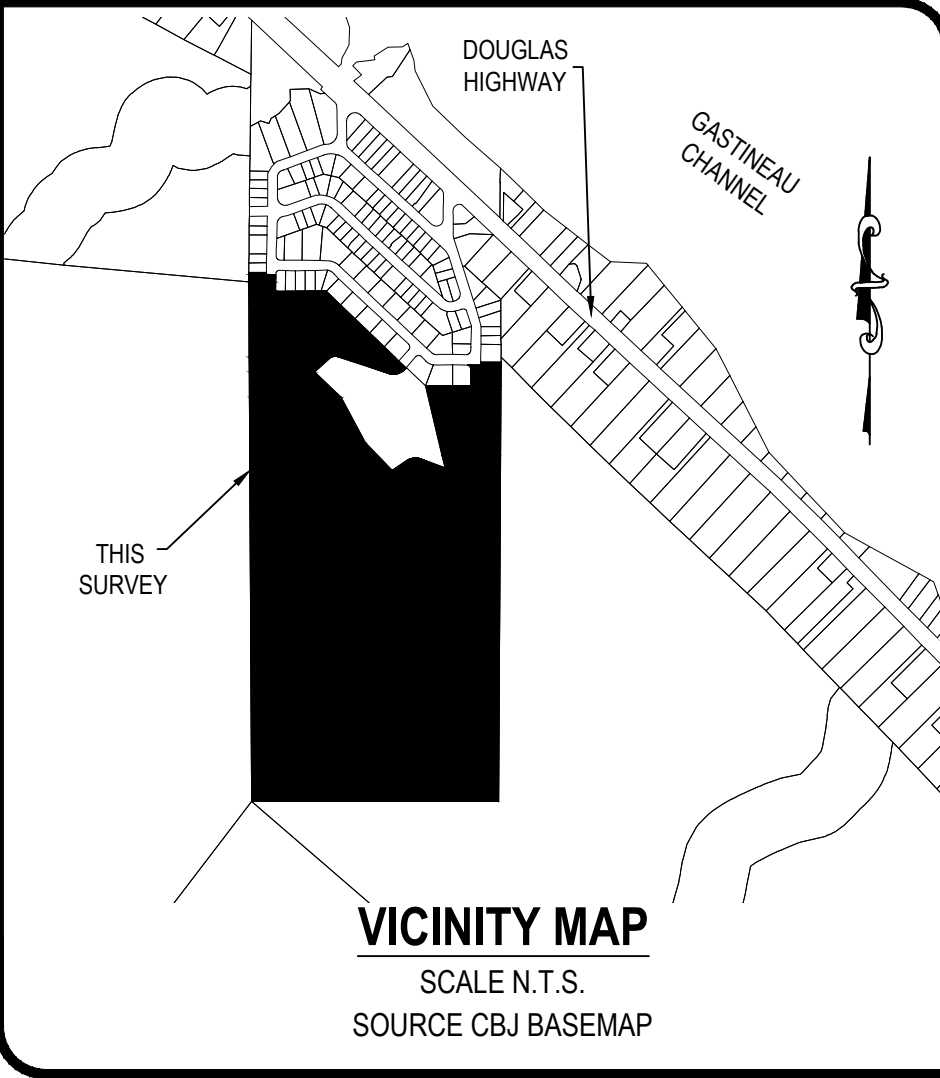 DOUGLAS
HIGHWAY
GASTINEAU
CHANNEL
THIS
SURVEY
VICINITY MAP
SCALE N.T.S.
SOURCE CBJ BASEMAP